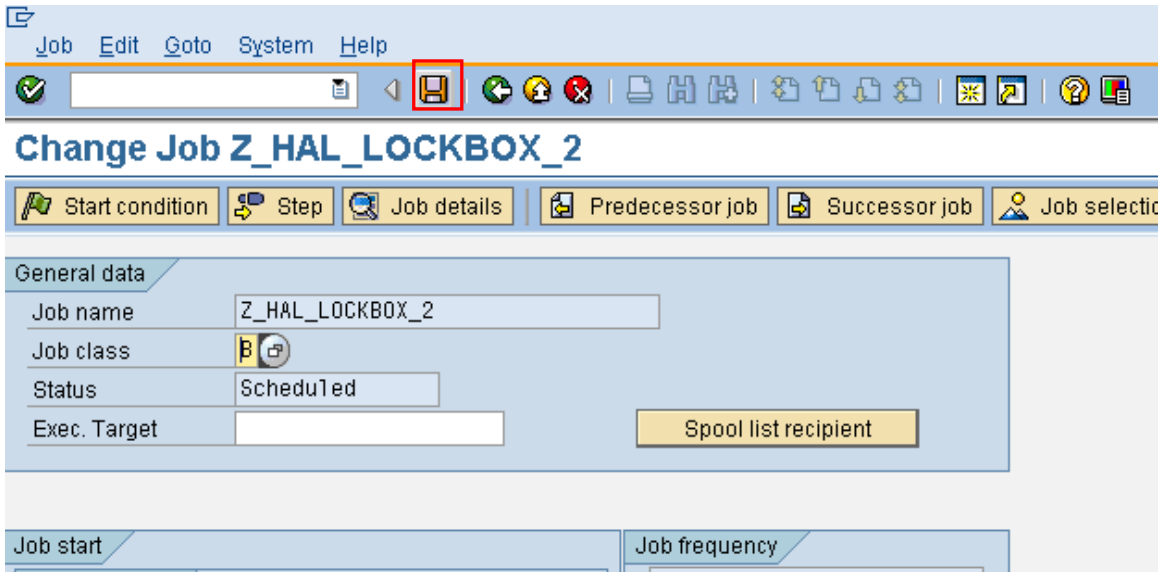 Job Edit Goto System Help
Change Job Z_HAL_LOCKBOX_2
Start condition Step Job details Predecessor job Successor job Job selectio
General data
Job name Z_HAL_LOCKBOX_2
Job class B
Status Scheduled
Exec. Target Spool list recipient
Job start Job frequency